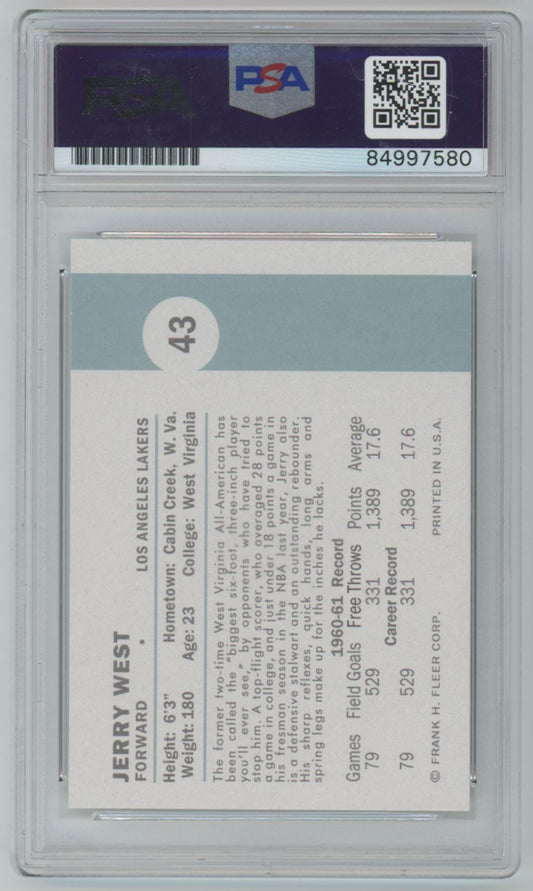 PSA
PSA
84997580
43
JERRY WEST
FORWARD • LOS ANGELES LAKERS
Height: 6'3" Hometown: Cabin Creek, W. Va.
Weight: 180 Age: 23 College: West Virginia
The former two-time West Virginia All-American has
been called the "biggest six-foot, three-inch player
you'll ever see," by opponents who have tried to
stop him. A top-flight scorer, who averaged 28 points
a game in college, and just under 18 points a game in
his fresman season in the NBA last year, Jerry also
is a defensive stalwart and an outstanding rebounder.
His sharp reflexes, quick hands, long arms and
spring legs make up for the inches he lacks.
1960-61 Record
Games Field Goals Free Throws Points Average
79 529 331 1,389 17.6
Career Record
79 529 331 1,389 17.6
© FRANK H. FLEER CORP. PRINTED IN U.S.A.